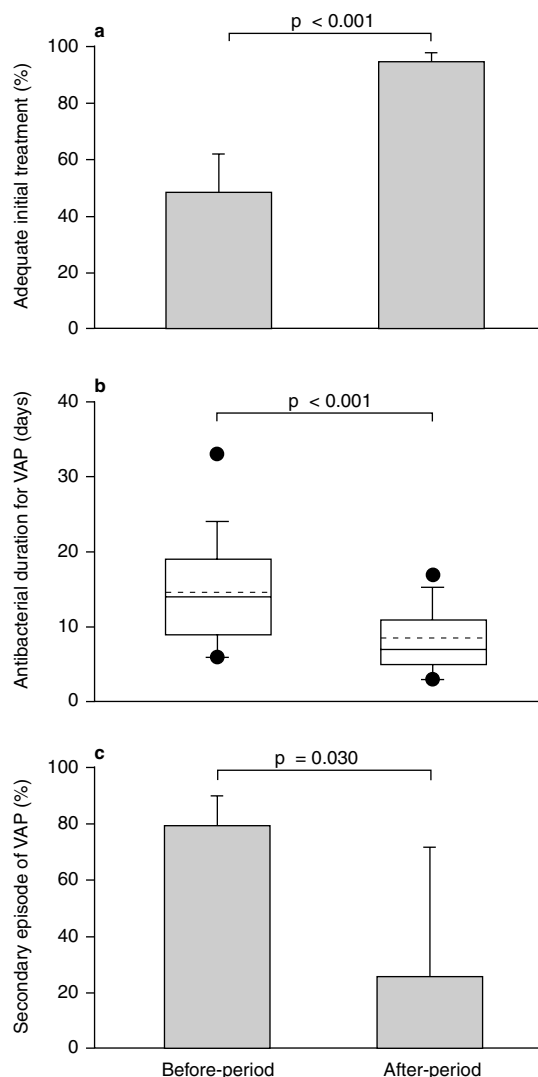 a
p < 0.001
Adequate initial treatment (%)
100
80
60
40
20
0
b
p < 0.001
Antibacterial duration for VAP (days)
40
30
20
10
0
c
p = 0.030
Secondary episode of VAP (%)
100
80
60
40
20
0
Before-period After-period